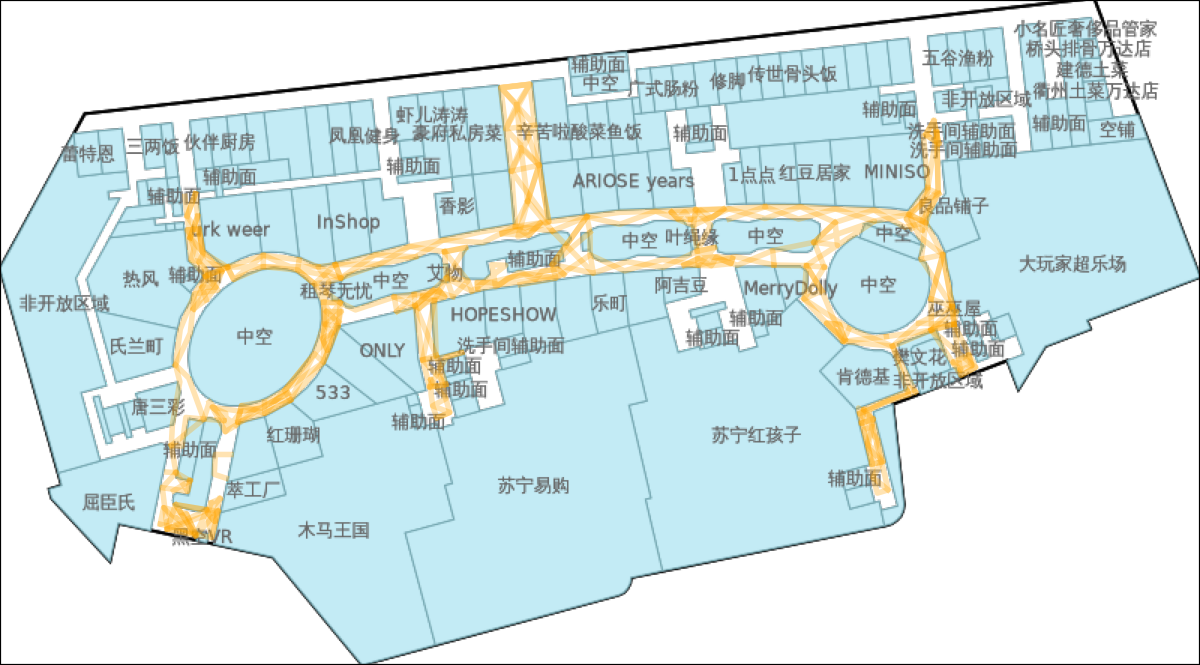 小名匠奢侈品管家
桥头排骨万达店
五谷渔粉
建德土菜
衢州土菜万达店
辅助面
中空
广式肠粉
修脚
传世骨头饭
非开放区域
辅助面
虾儿涛涛
豪府私房菜
辛苦啦酸菜鱼饭
凤凰健身
辅助面
洗手间辅助面
辅助面
空铺
洗手间辅助面
蕾特恩
三两饭
伙伴厨房
辅助面
辅助面
辅助面
ARIOSE years
1点点
红豆居家
MINISO
良品铺子
香影
InShop
urk weer
中空
叶绳缘
中空
中空
辅助面
大玩家超乐场
热风
辅助面
租琴无忧
中空
艾物
阿吉豆
MerryDolly
中空
非开放区域
乐町
HOPESHOW
辅助面
巫巫屋
辅助面
辅助面
中空
氏兰町
ONLY
洗手间辅助面
辅助面
樊文花
肯德基
非开放区域
533
辅助面
辅助面
唐三彩
红珊瑚
辅助面
苏宁红孩子
辅助面
苏宁易购
萃工厂
屈臣氏
木马王国